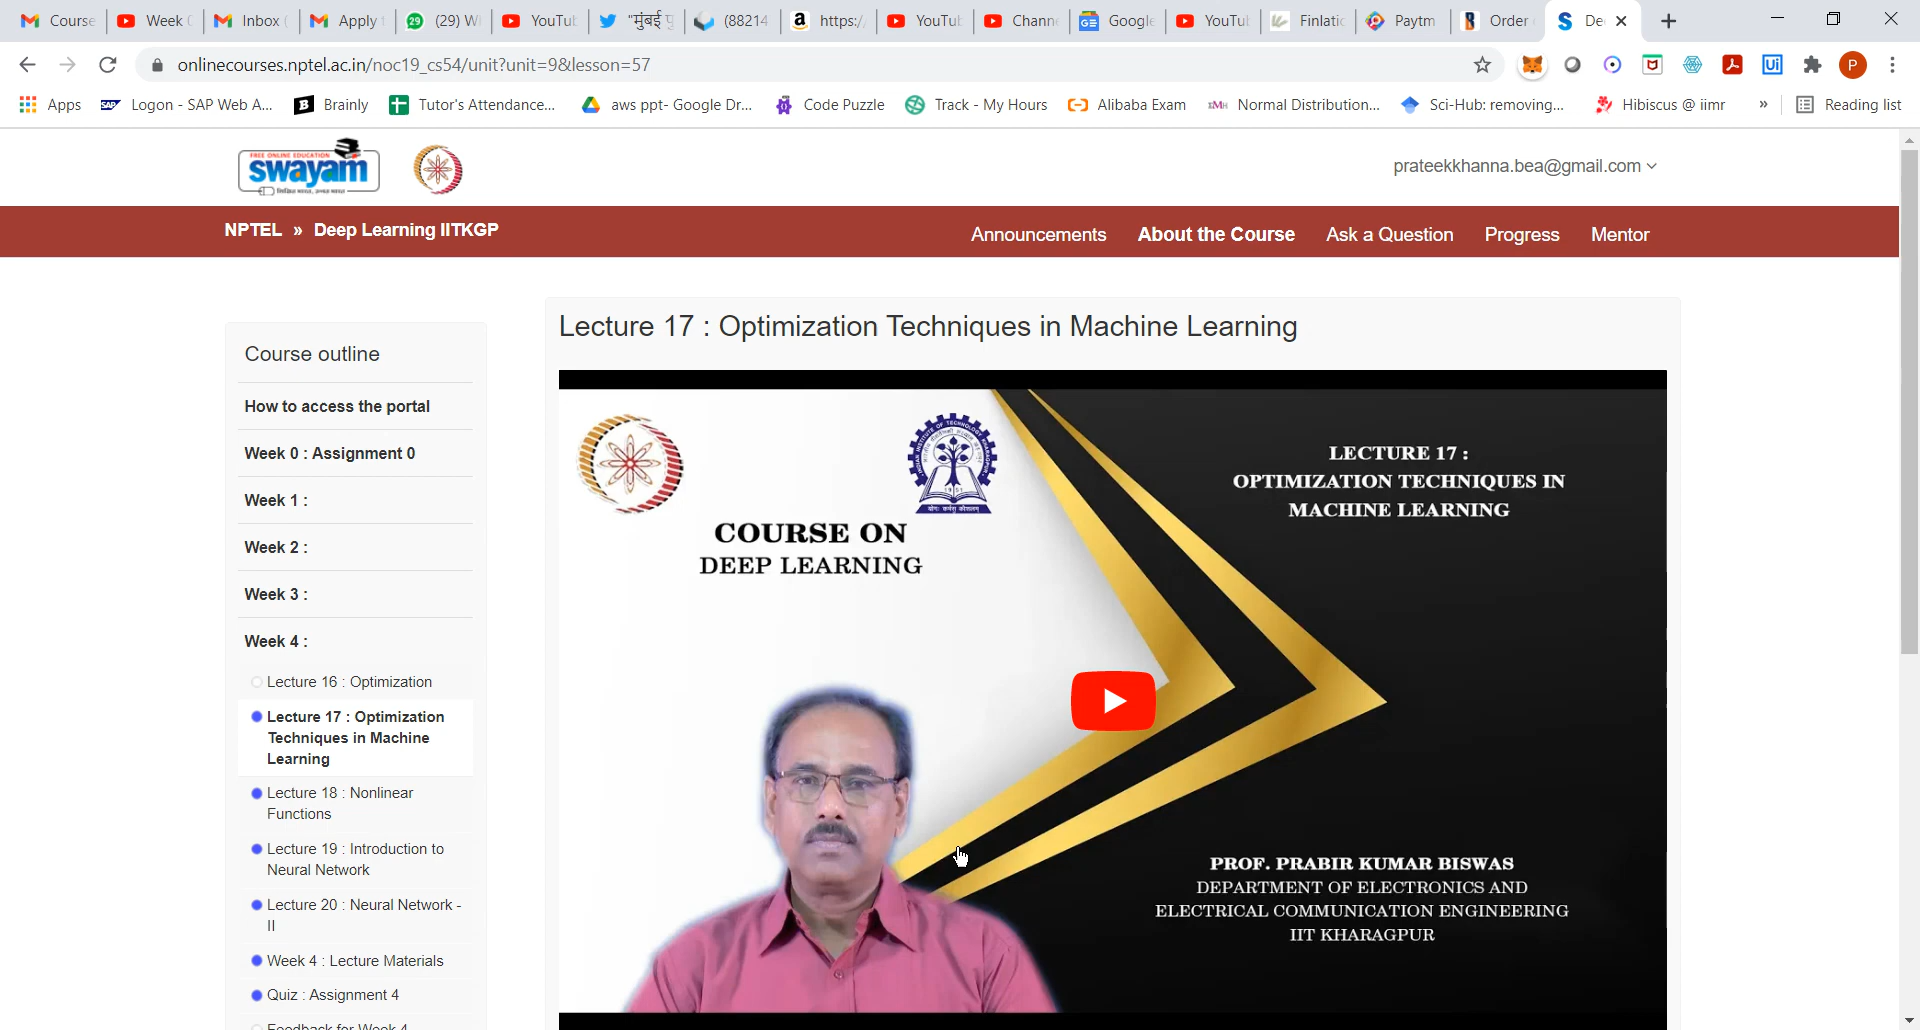 Course
Week
Inbox
Apply
(29) W
YouTub
"मुंबई पु
(88214
https:/
YouTub
Chann
Google
YouTu
Finlatic
Paytm
Order
De
onlinecourses.nptel.ac.in/noc19_cs54/unit?unit=9&lesson=57
Apps
Logon - SAP Web A...
Brainly
Tutor's Attendance...
aws ppt- Google Dr...
Code Puzzle
Track - My Hours
Alibaba Exam
Normal Distribution...
Sci-Hub: removing...
Hibiscus @ iimr
»
Reading list
FREE ONLINE EDUCATION
swayam
prateekkhanna.bea@gmail.com
NPTEL » Deep Learning IITKGP
Announcements
About the Course
Ask a Question
Progress
Mentor
Course outline
How to access the portal
Week 0 : Assignment 0
Week 1 :
Week 2 :
Week 3 :
Week 4 :
Lecture 16 : Optimization
Lecture 17 : Optimization
Techniques in Machine
Learning
Lecture 18 : Nonlinear
Functions
Lecture 19 : Introduction to
Neural Network
Lecture 20 : Neural Network -
II
Week 4 : Lecture Materials
Quiz : Assignment 4
Feedback for Week 4
Lecture 17 : Optimization Techniques in Machine Learning
COURSE ON
DEEP LEARNING
LECTURE 17 :
OPTIMIZATION TECHNIQUES IN
MACHINE LEARNING
PROF. PRABIR KUMAR BISWAS
DEPARTMENT OF ELECTRONICS AND
ELECTRICAL COMMUNICATION ENGINEERING
IIT KHARAGPUR